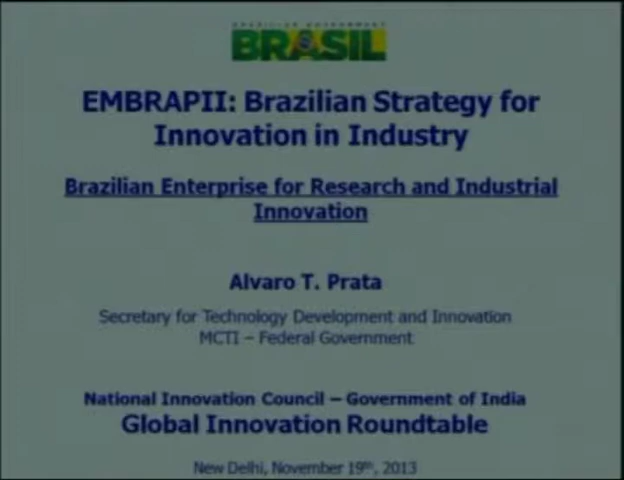 BRAZILIAN GOVERNMENT
BRASIL
EMBRAPII: Brazilian Strategy for
Innovation in Industry
Brazilian Enterprise for Research and Industrial
Innovation
Alvaro T. Prata
Secretary for Technology Development and Innovation
MCTI – Federal Government
National Innovation Council – Government of India
Global Innovation Roundtable
New Delhi, November 19th, 2013